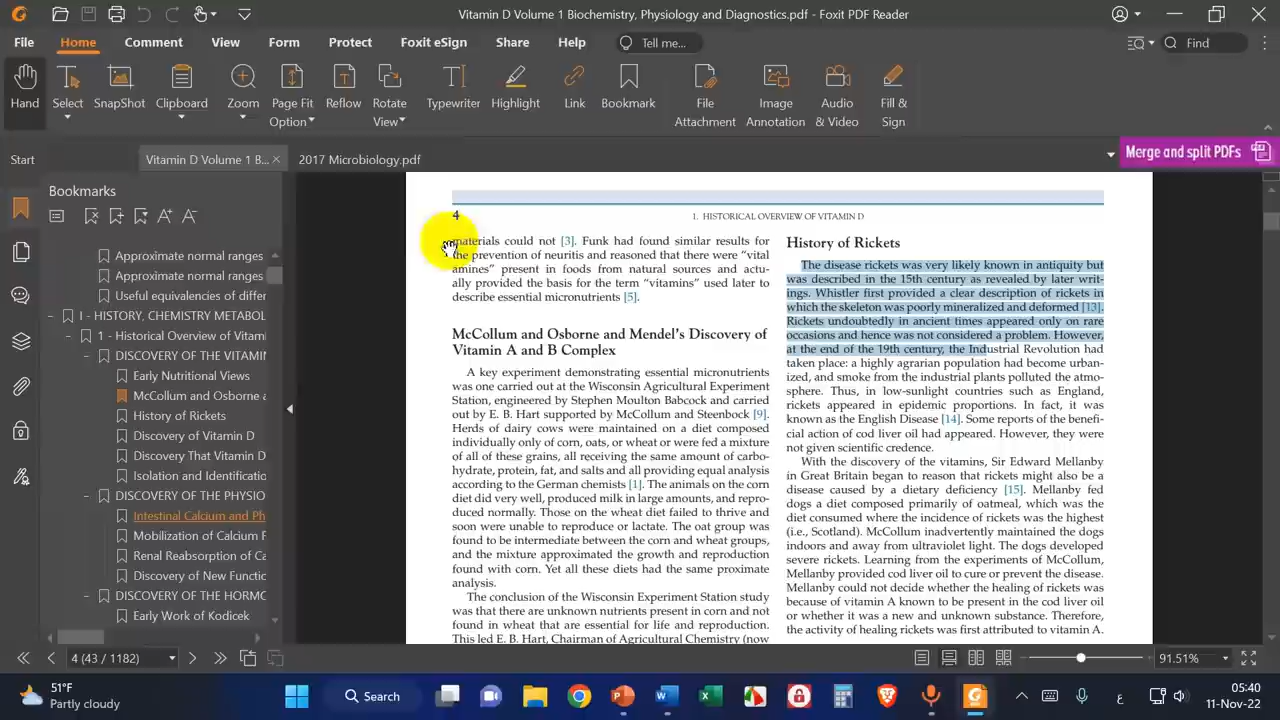 Vitamin D Volume 1 Biochemistry, Physiology and Diagnostics.pdf - Foxit PDF Reader
File Home Comment View Form Protect Foxit eSign Share Help Tell me... Find
Hand Select SnapShot Clipboard Zoom Page Fit Option Reflow Rotate View Typewriter Highlight Link Bookmark File Attachment Image Annotation Audio & Video Fill & Sign
Start Vitamin D Volume 1 B... 2017 Microbiology.pdf Merge and split PDFs
Bookmarks
Approximate normal ranges
Approximate normal ranges
Useful equivalencies of differ
I - HISTORY, CHEMISTRY METABOL
1 - Historical Overview of Vitami
DISCOVERY OF THE VITAMIN
Early Nutritional Views
McCollum and Osborne a
History of Rickets
Discovery of Vitamin D
Discovery That Vitamin D
Isolation and Identificatio
DISCOVERY OF THE PHYSIO
Intestinal Calcium and Ph
Mobilization of Calcium F
Renal Reabsorption of Ca
Discovery of New Functic
DISCOVERY OF THE HORMO
Early Work of Kodicek
4
1. HISTORICAL OVERVIEW OF VITAMIN D
materials could not [3]. Funk had found similar results for
the prevention of neuritis and reasoned that there were “vital
amines” present in foods from natural sources and actu-
ally provided the basis for the term “vitamins” used later to
describe essential micronutrients [5].
McCollum and Osborne and Mendel’s Discovery of
Vitamin A and B Complex
A key experiment demonstrating essential micronutrients
was one carried out at the Wisconsin Agricultural Experiment
Station, engineered by Stephen Moulton Babcock and carried
out by E. B. Hart supported by McCollum and Steenbock [9].
Herds of dairy cows were maintained on a diet composed
individually only of corn, oats, or wheat or were fed a mixture
of all of these grains, all receiving the same amount of carbo-
hydrate, protein, fat, and salts and all providing equal analysis
according to the German chemists [1]. The animals on the corn
diet did very well, produced milk in large amounts, and repro-
duced normally. Those on the wheat diet failed to thrive and
soon were unable to reproduce or lactate. The oat group was
found to be intermediate between the corn and wheat groups,
and the mixture approximated the growth and reproduction
found with corn. Yet all these diets had the same proximate
analysis.
The conclusion of the Wisconsin Experiment Station study
was that there are unknown nutrients present in corn and not
found in wheat that are essential for life and reproduction.
This led E. B. Hart, Chairman of Agricultural Chemistry (now
History of Rickets
The disease rickets was very likely known in antiquity but
was described in the 15th century as revealed by later writ-
ings. Whistler first provided a clear description of rickets in
which the skeleton was poorly mineralized and deformed [13].
Rickets undoubtedly in ancient times appeared only on rare
occasions and hence was not considered a problem. However,
at the end of the 19th century, the Industrial Revolution had
taken place: a highly agrarian population had become urban-
ized, and smoke from the industrial plants polluted the atmo-
sphere. Thus, in low-sunlight countries such as England,
rickets appeared in epidemic proportions. In fact, it was
known as the English Disease [14]. Some reports of the benefi-
cial action of cod liver oil had appeared. However, they were
not given scientific credence.
With the discovery of the vitamins, Sir Edward Mellanby
in Great Britain began to reason that rickets might also be a
disease caused by a dietary deficiency [15]. Mellanby fed
dogs a diet composed primarily of oatmeal, which was the
diet consumed where the incidence of rickets was the highest
(i.e., Scotland). McCollum inadvertently maintained the dogs
indoors and away from ultraviolet light. The dogs developed
severe rickets. Learning from the experiments of McCollum,
Mellanby provided cod liver oil to cure or prevent the disease.
Mellanby could not decide whether the healing of rickets was
because of vitamin A known to be present in the cod liver oil
or whether it was a new and unknown substance. Therefore,
the activity of healing rickets was first attributed to vitamin A.
4 (43 / 1182) 91.51%
51°F
Partly cloudy
Search
ع
05:40
11-Nov-22